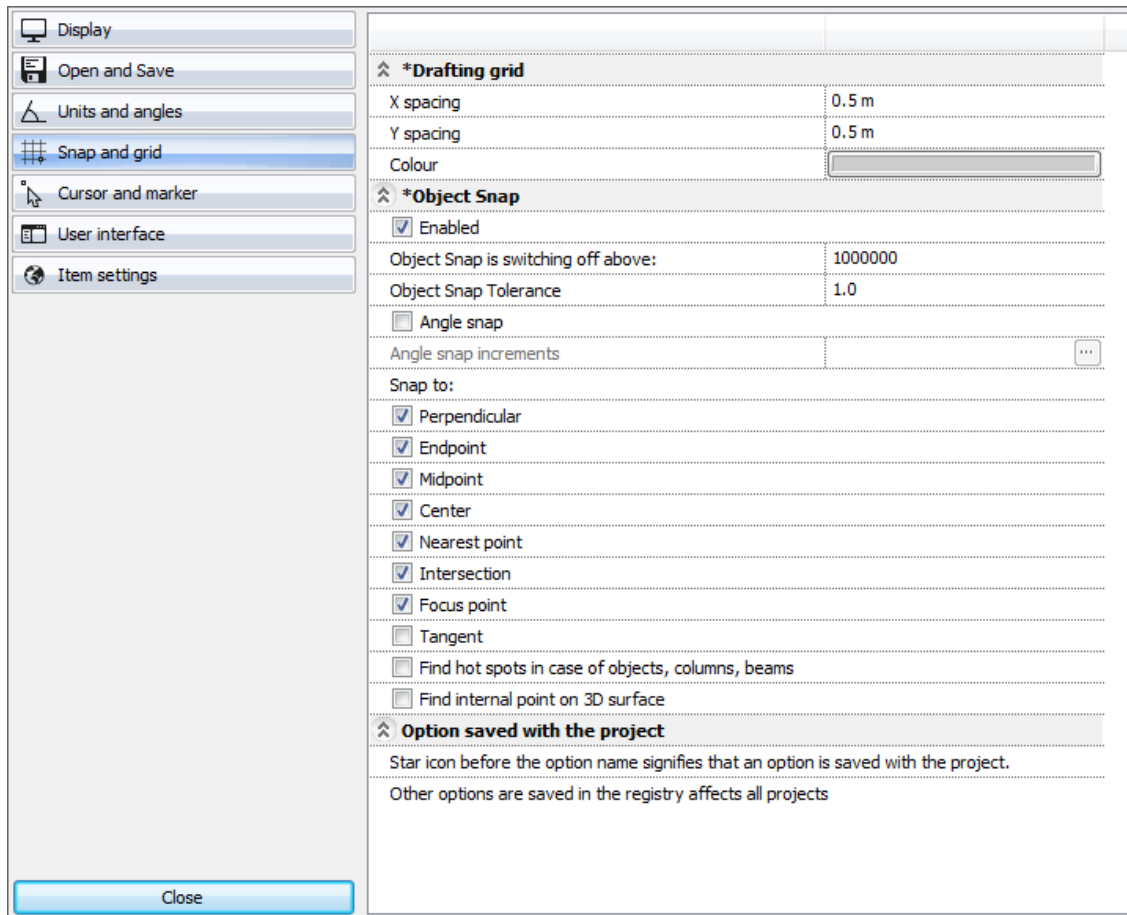 Display
Open and Save
Units and angles
Snap and grid
Cursor and marker
User interface
Item settings
Close
*Drafting grid
X spacing 0.5 m
Y spacing 0.5 m
Colour
*Object Snap
Enabled
Object Snap is switching off above: 1000000
Object Snap Tolerance 1.0
Angle snap
Angle snap increments ...
Snap to:
Perpendicular
Endpoint
Midpoint
Center
Nearest point
Intersection
Focus point
Tangent
Find hot spots in case of objects, columns, beams
Find internal point on 3D surface
Option saved with the project
Star icon before the option name signifies that an option is saved with the project.
Other options are saved in the registry affects all projects